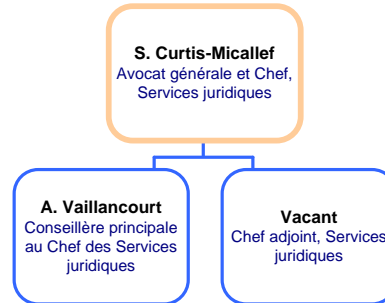 S. Curtis-Micallef
Avocat générale et Chef,
Services juridiques
A. Vaillancourt
Conseillère principale
au Chef des Services
juridiques
Vacant
Chef adjoint, Services
juridiques